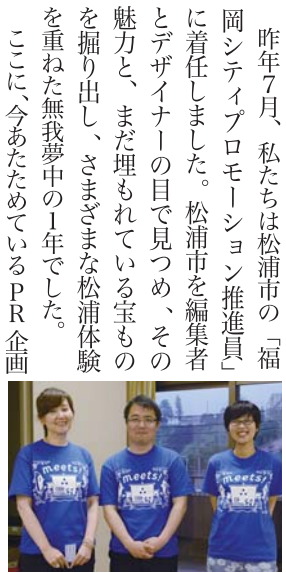 昨年7月、私たちは松浦市の「福
岡シティプロモーション推進員」
に着任しました。松浦市を編集者
とデザイナーの目で見つめ、その
魅力と、まだ埋もれている宝もの
を掘り出し、さまざまな松浦体験
を重ねた無我夢中の1年でした。
ここに、今あたためているPR企画
meets!
meets!
meets!